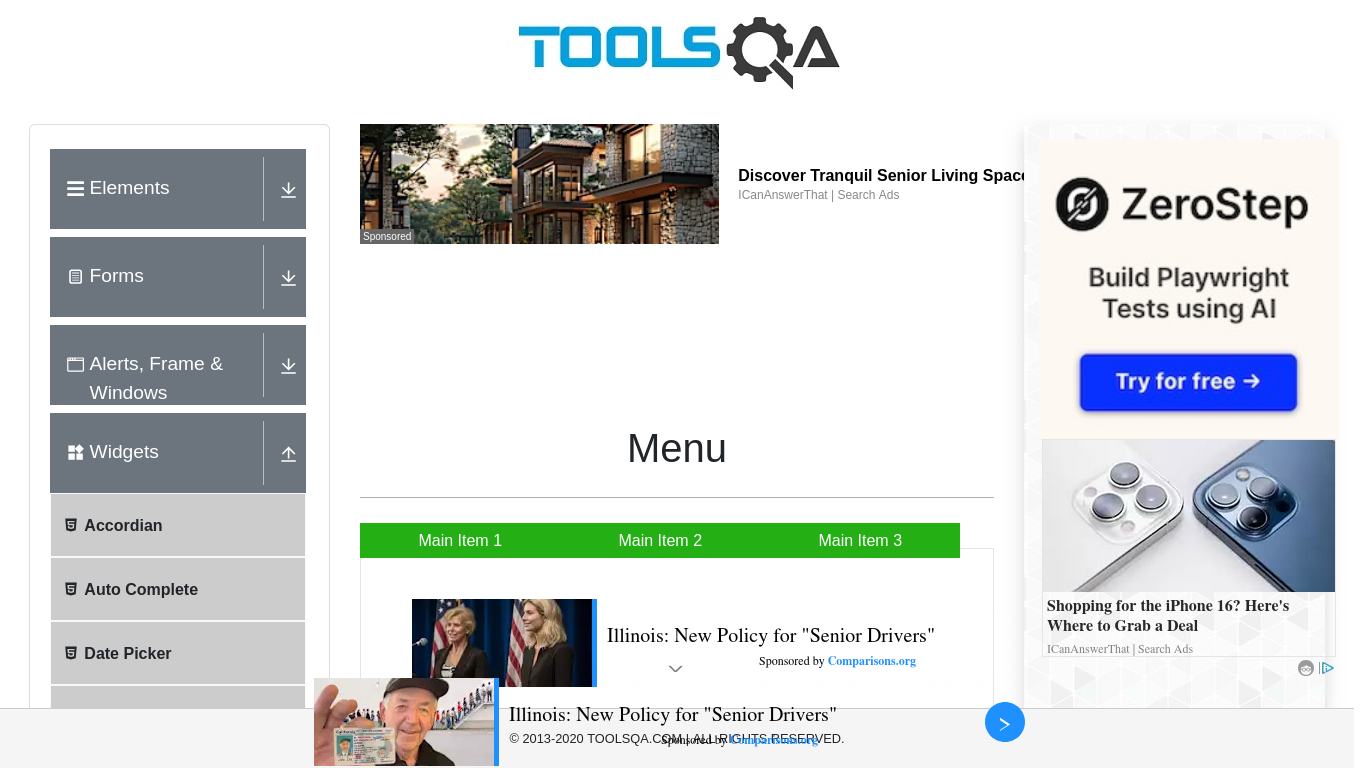 TOOLSQA
Elements
Forms
Alerts, Frame &
Windows
Widgets
Accordian
Auto Complete
Date Picker
Sponsored
Discover Tranquil Senior Living Space
ICanAnswerThat | Search Ads
Menu
Main Item 1
Main Item 2
Main Item 3
Illinois: New Policy for "Senior Drivers"
Sponsored by Comparisons.org
Illinois: New Policy for "Senior Drivers"
Sponsored by Comparisons.org
© 2013-2020 TOOLSQA.COM | ALL RIGHTS RESERVED.
ZeroStep
Build Playwright
Tests using AI
Try for free →
Shopping for the iPhone 16? Here's
Where to Grab a Deal
ICanAnswerThat | Search Ads